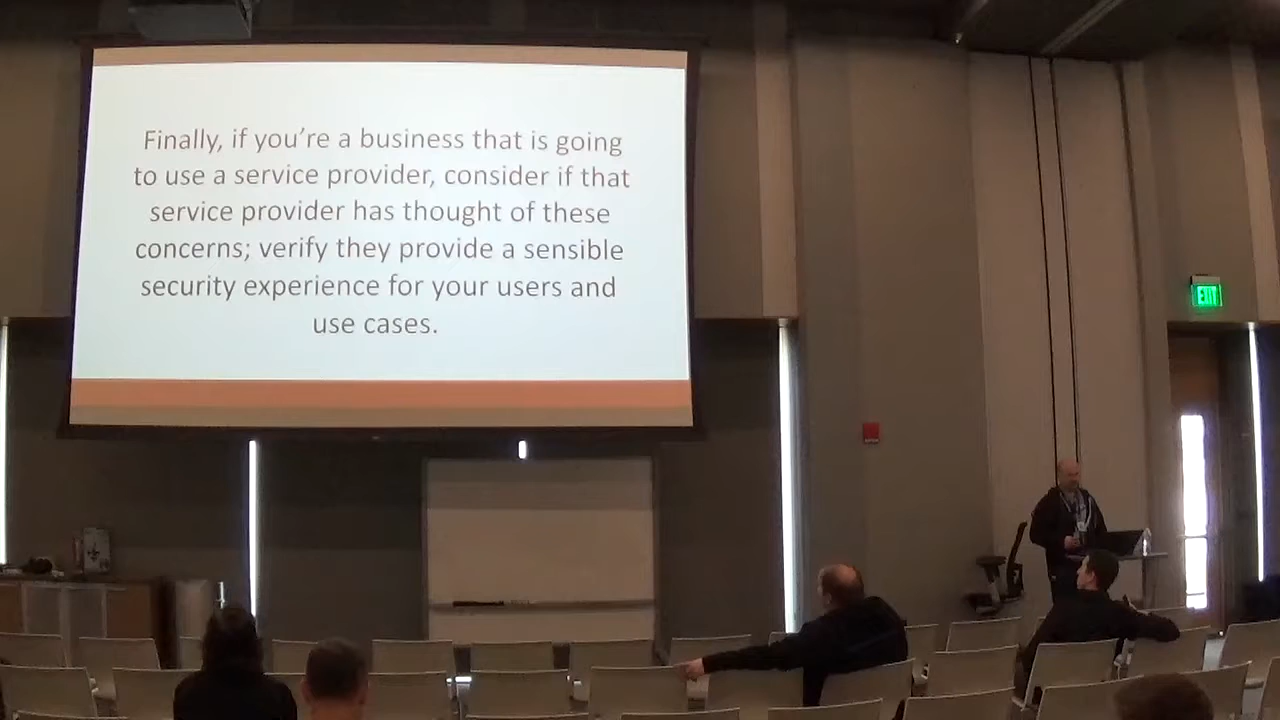 Finally, if you’re a business that is going
to use a service provider, consider if that
service provider has thought of these
concerns; verify they provide a sensible
security experience for your users and
use cases.
EXIT